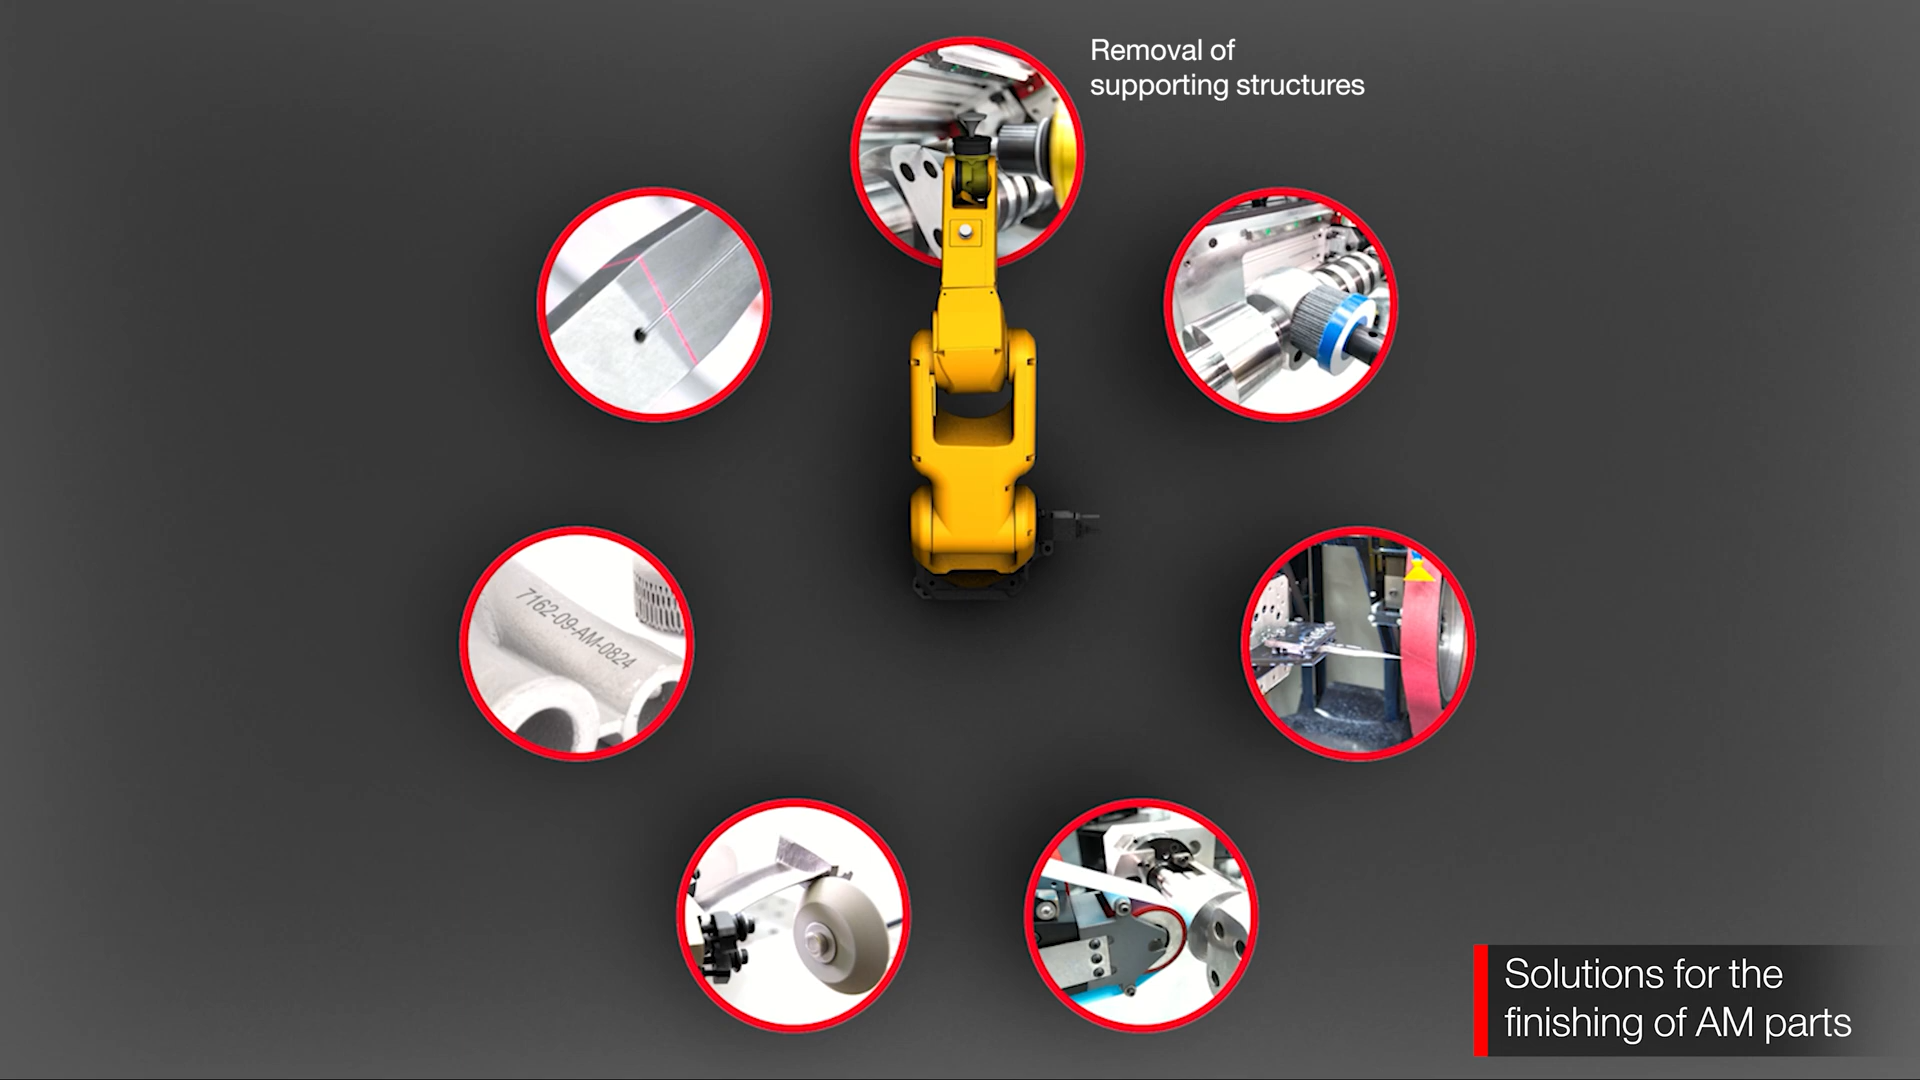 Removal of
supporting structures
7162-09-AM-0824
Solutions for the
finishing of AM parts